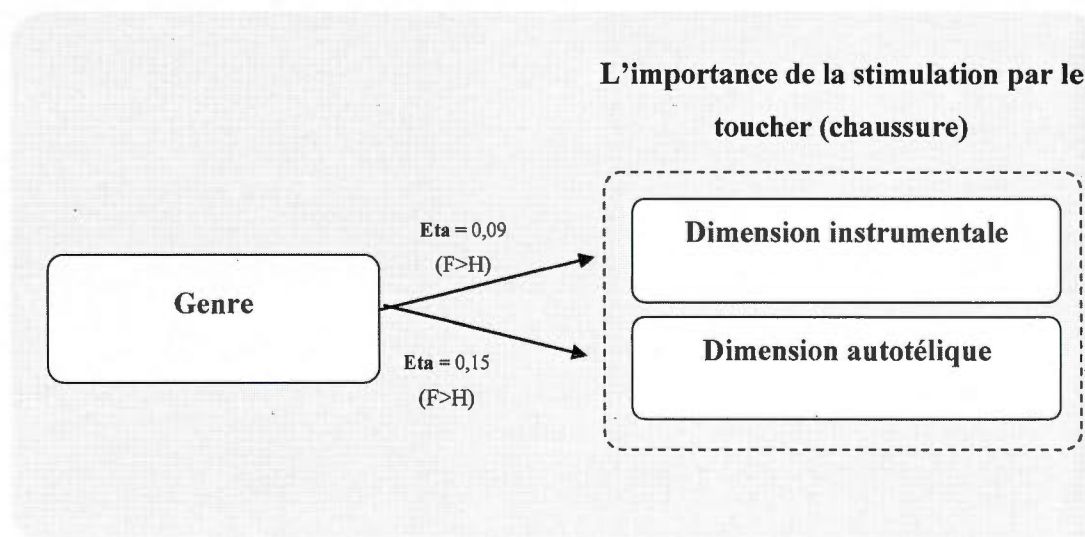 L'importance de la stimulation par le
toucher (chaussure)
Eta = 0,09
(F>H)
Dimension instrumentale
Genre
Dimension autotélique
Eta = 0,15
(F>H)